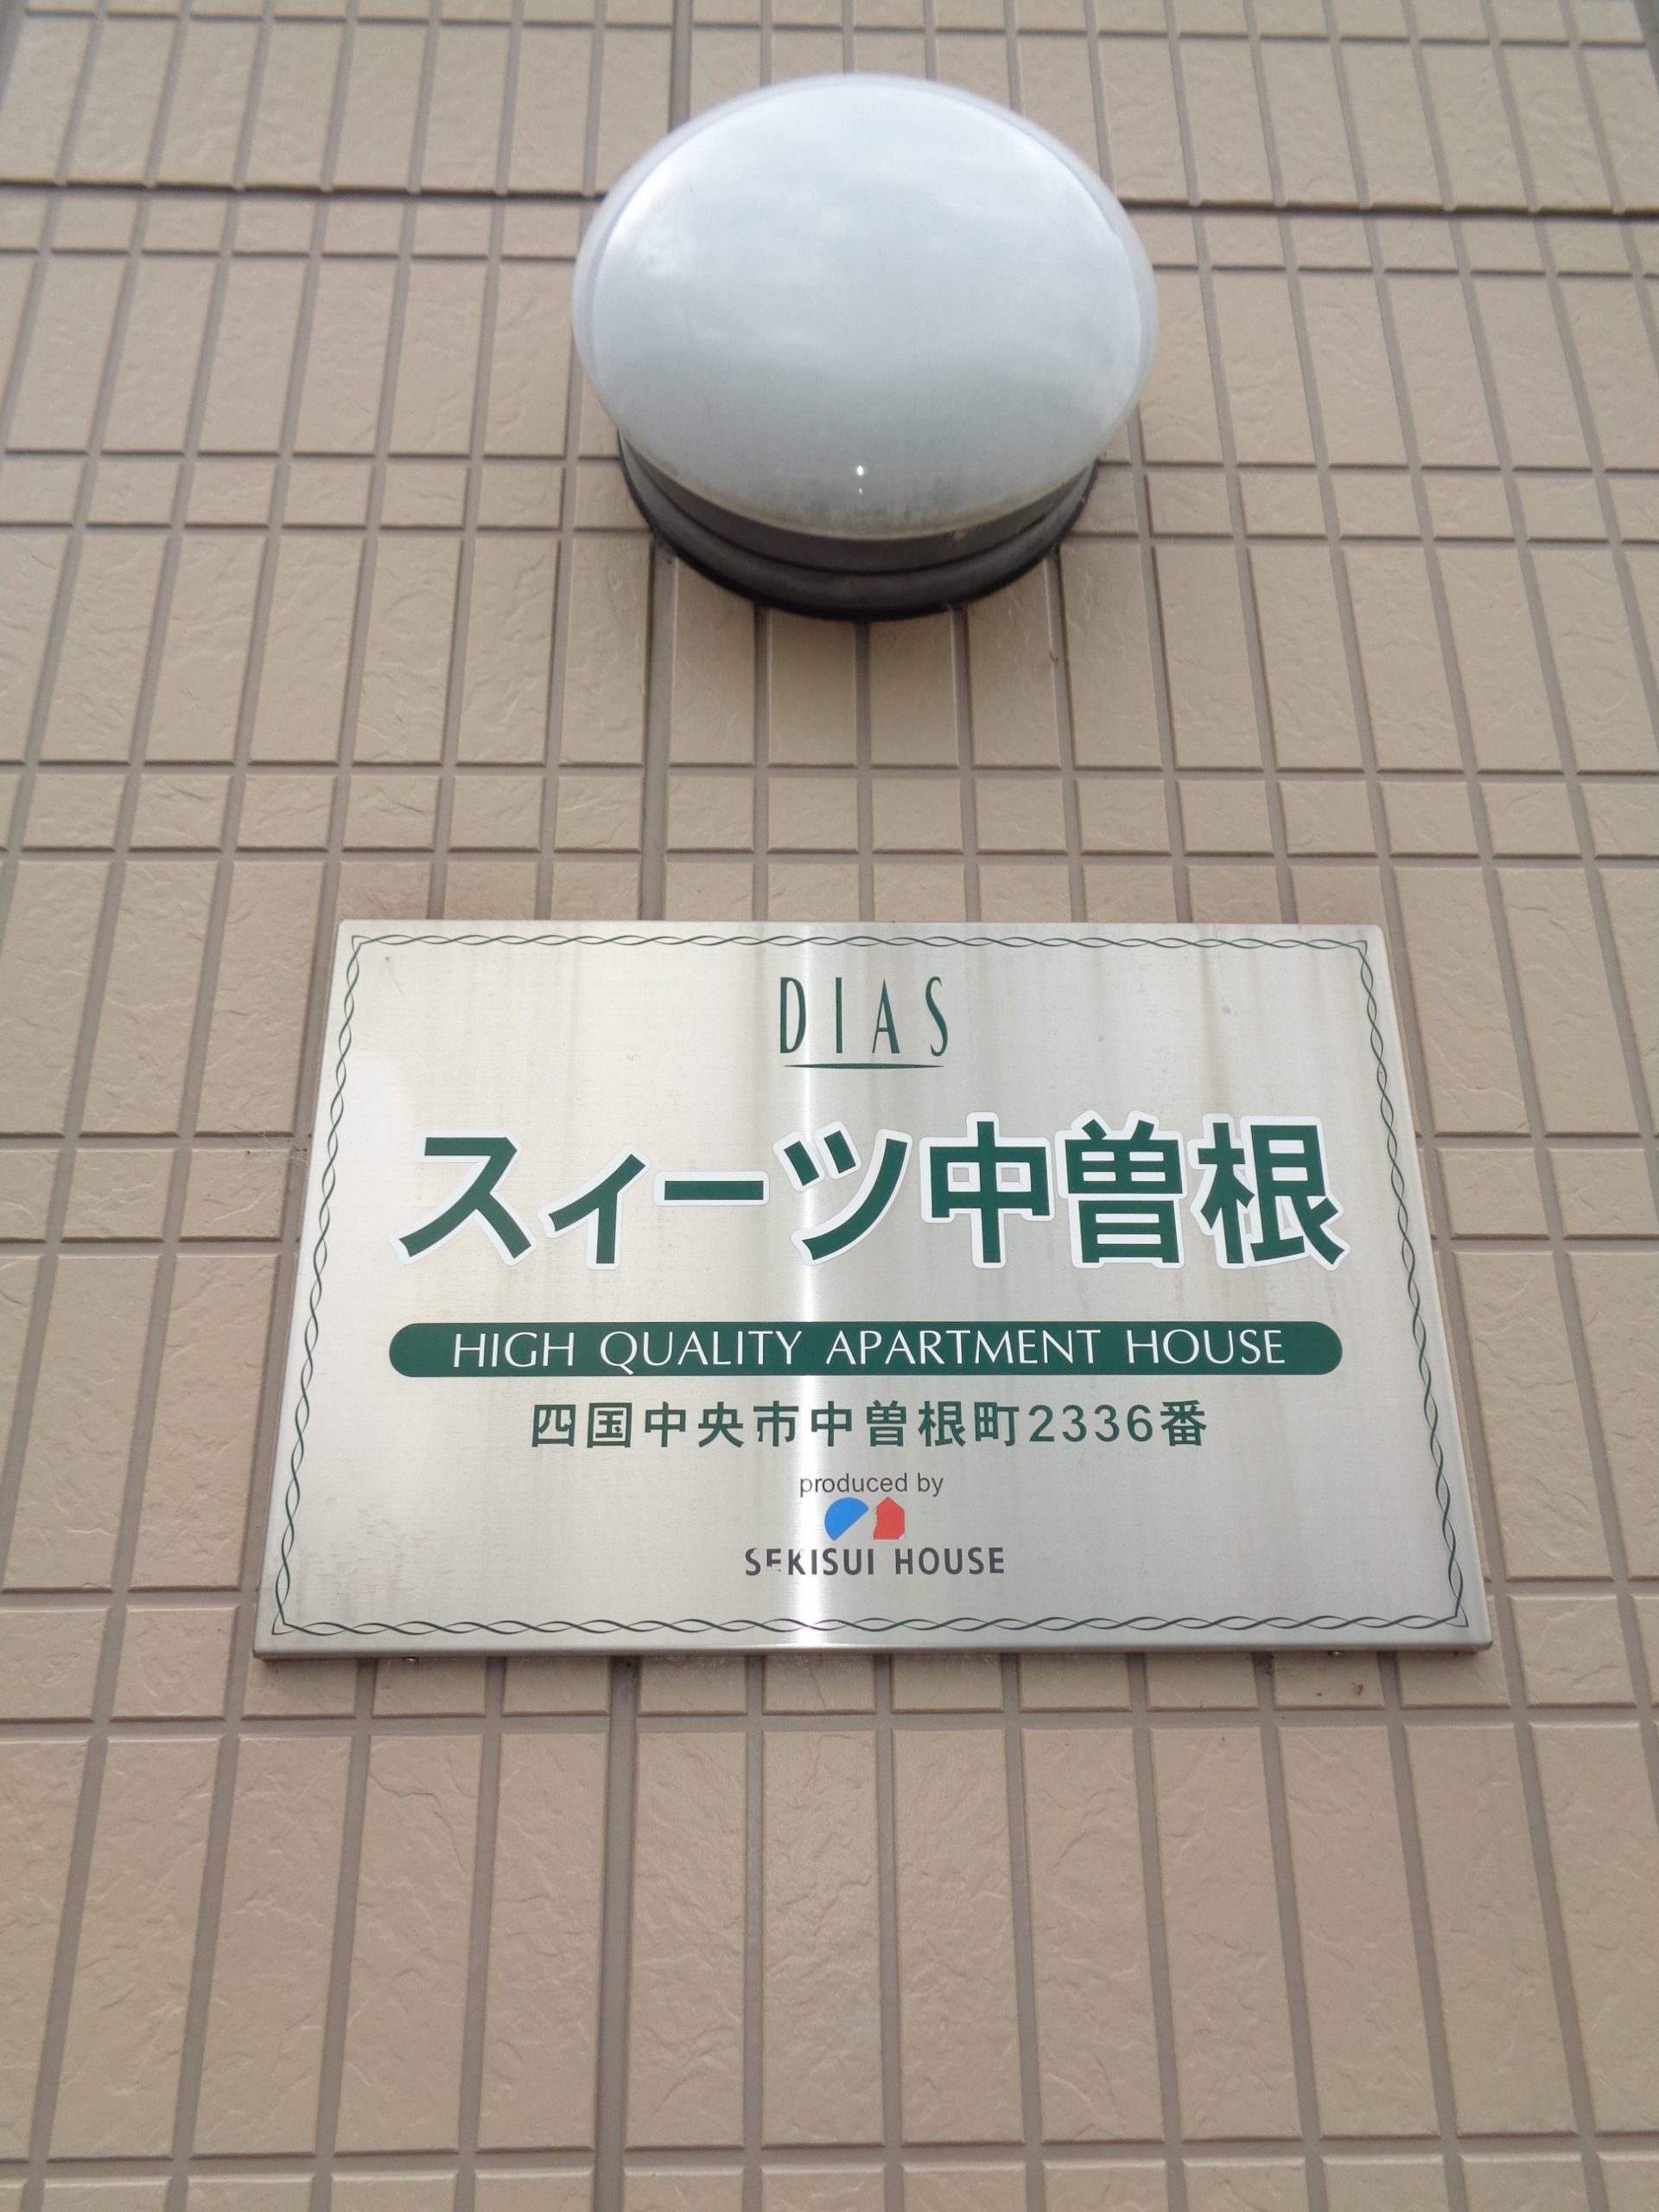 DIAS
スィーツ中曽根
HIGH QUALITY APARTMENT HOUSE
四国中央市中曽根町2336番
produced by
SEKISUI HOUSE